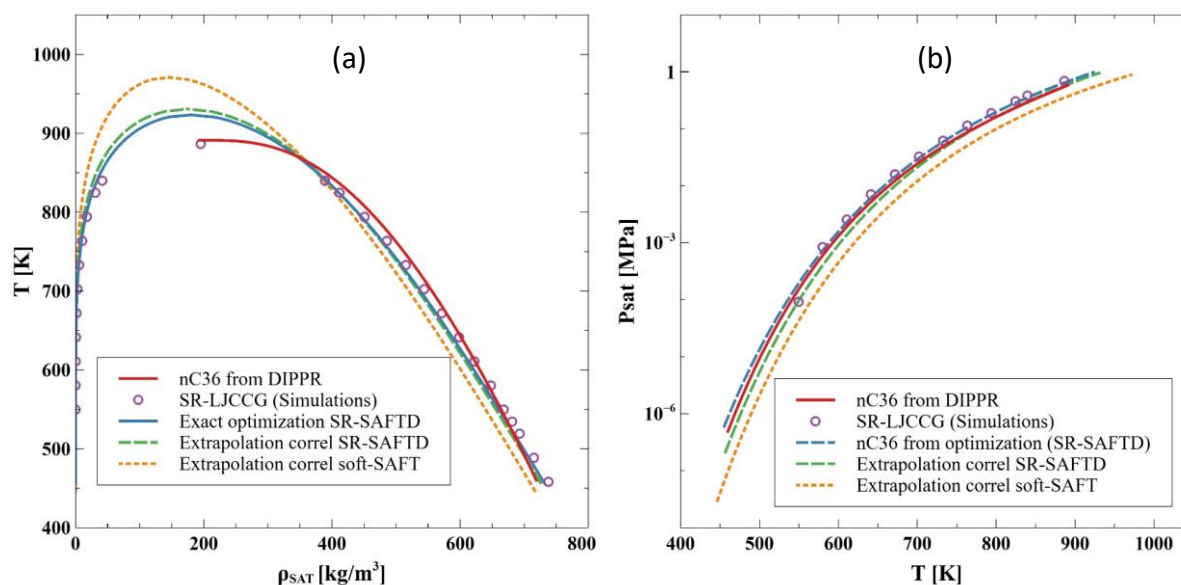 (a)
1000
900
800
700
600
500
400
T [K]
nC36 from DIPPR
SR-LJCCG (Simulations)
Exact optimization SR-SAFTD
Extrapolation correl SR-SAFTD
Extrapolation correl soft-SAFT
0 200 400 600 800
ρSAT [kg/m³]
(b)
1
10⁻³
10⁻⁶
Psat [MPa]
nC36 from DIPPR
SR-LJCCG (Simulations)
nC36 from optimization (SR-SAFTD)
Extrapolation correl SR-SAFTD
Extrapolation correl soft-SAFT
400 500 600 700 800 900 1000
T [K]